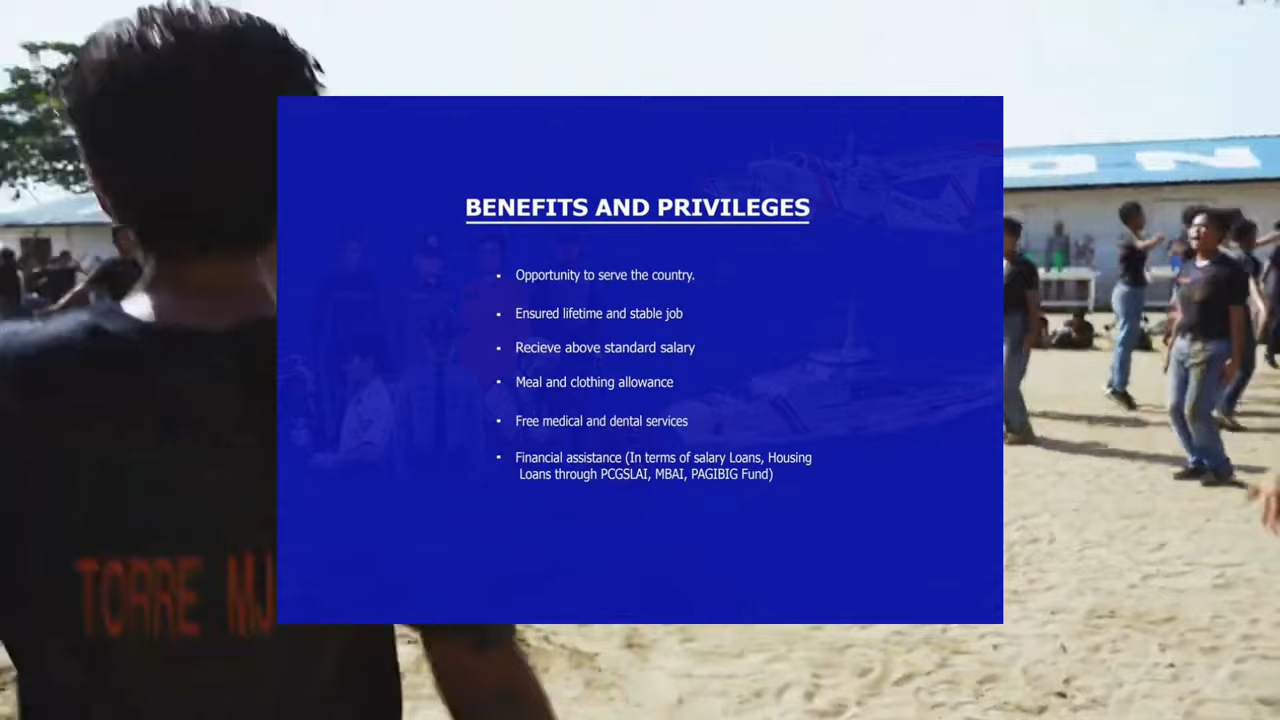 BENEFITS AND PRIVILEGES
▪ Opportunity to serve the country.
▪ Ensured lifetime and stable job
▪ Recieve above standard salary
▪ Meal and clothing allowance
▪ Free medical and dental services
▪ Financial assistance (In terms of salary Loans, Housing
Loans through PCGSLAI, MBAI, PAGIBIG Fund)
O N
TORRE MJ